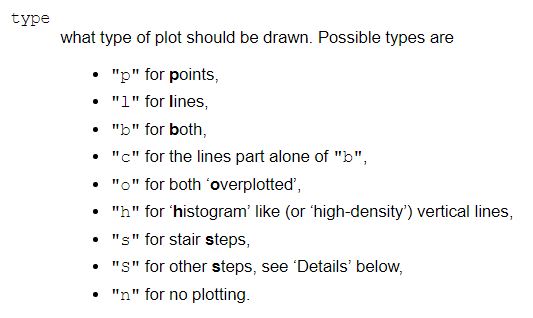 type
what type of plot should be drawn. Possible types are
• "p" for points,
• "l" for lines,
• "b" for both,
• "c" for the lines part alone of "b",
• "o" for both ‘overplotted’,
• "h" for ‘histogram’ like (or ‘high-density’) vertical lines,
• "s" for stair steps,
• "S" for other steps, see ‘Details’ below,
• "n" for no plotting.